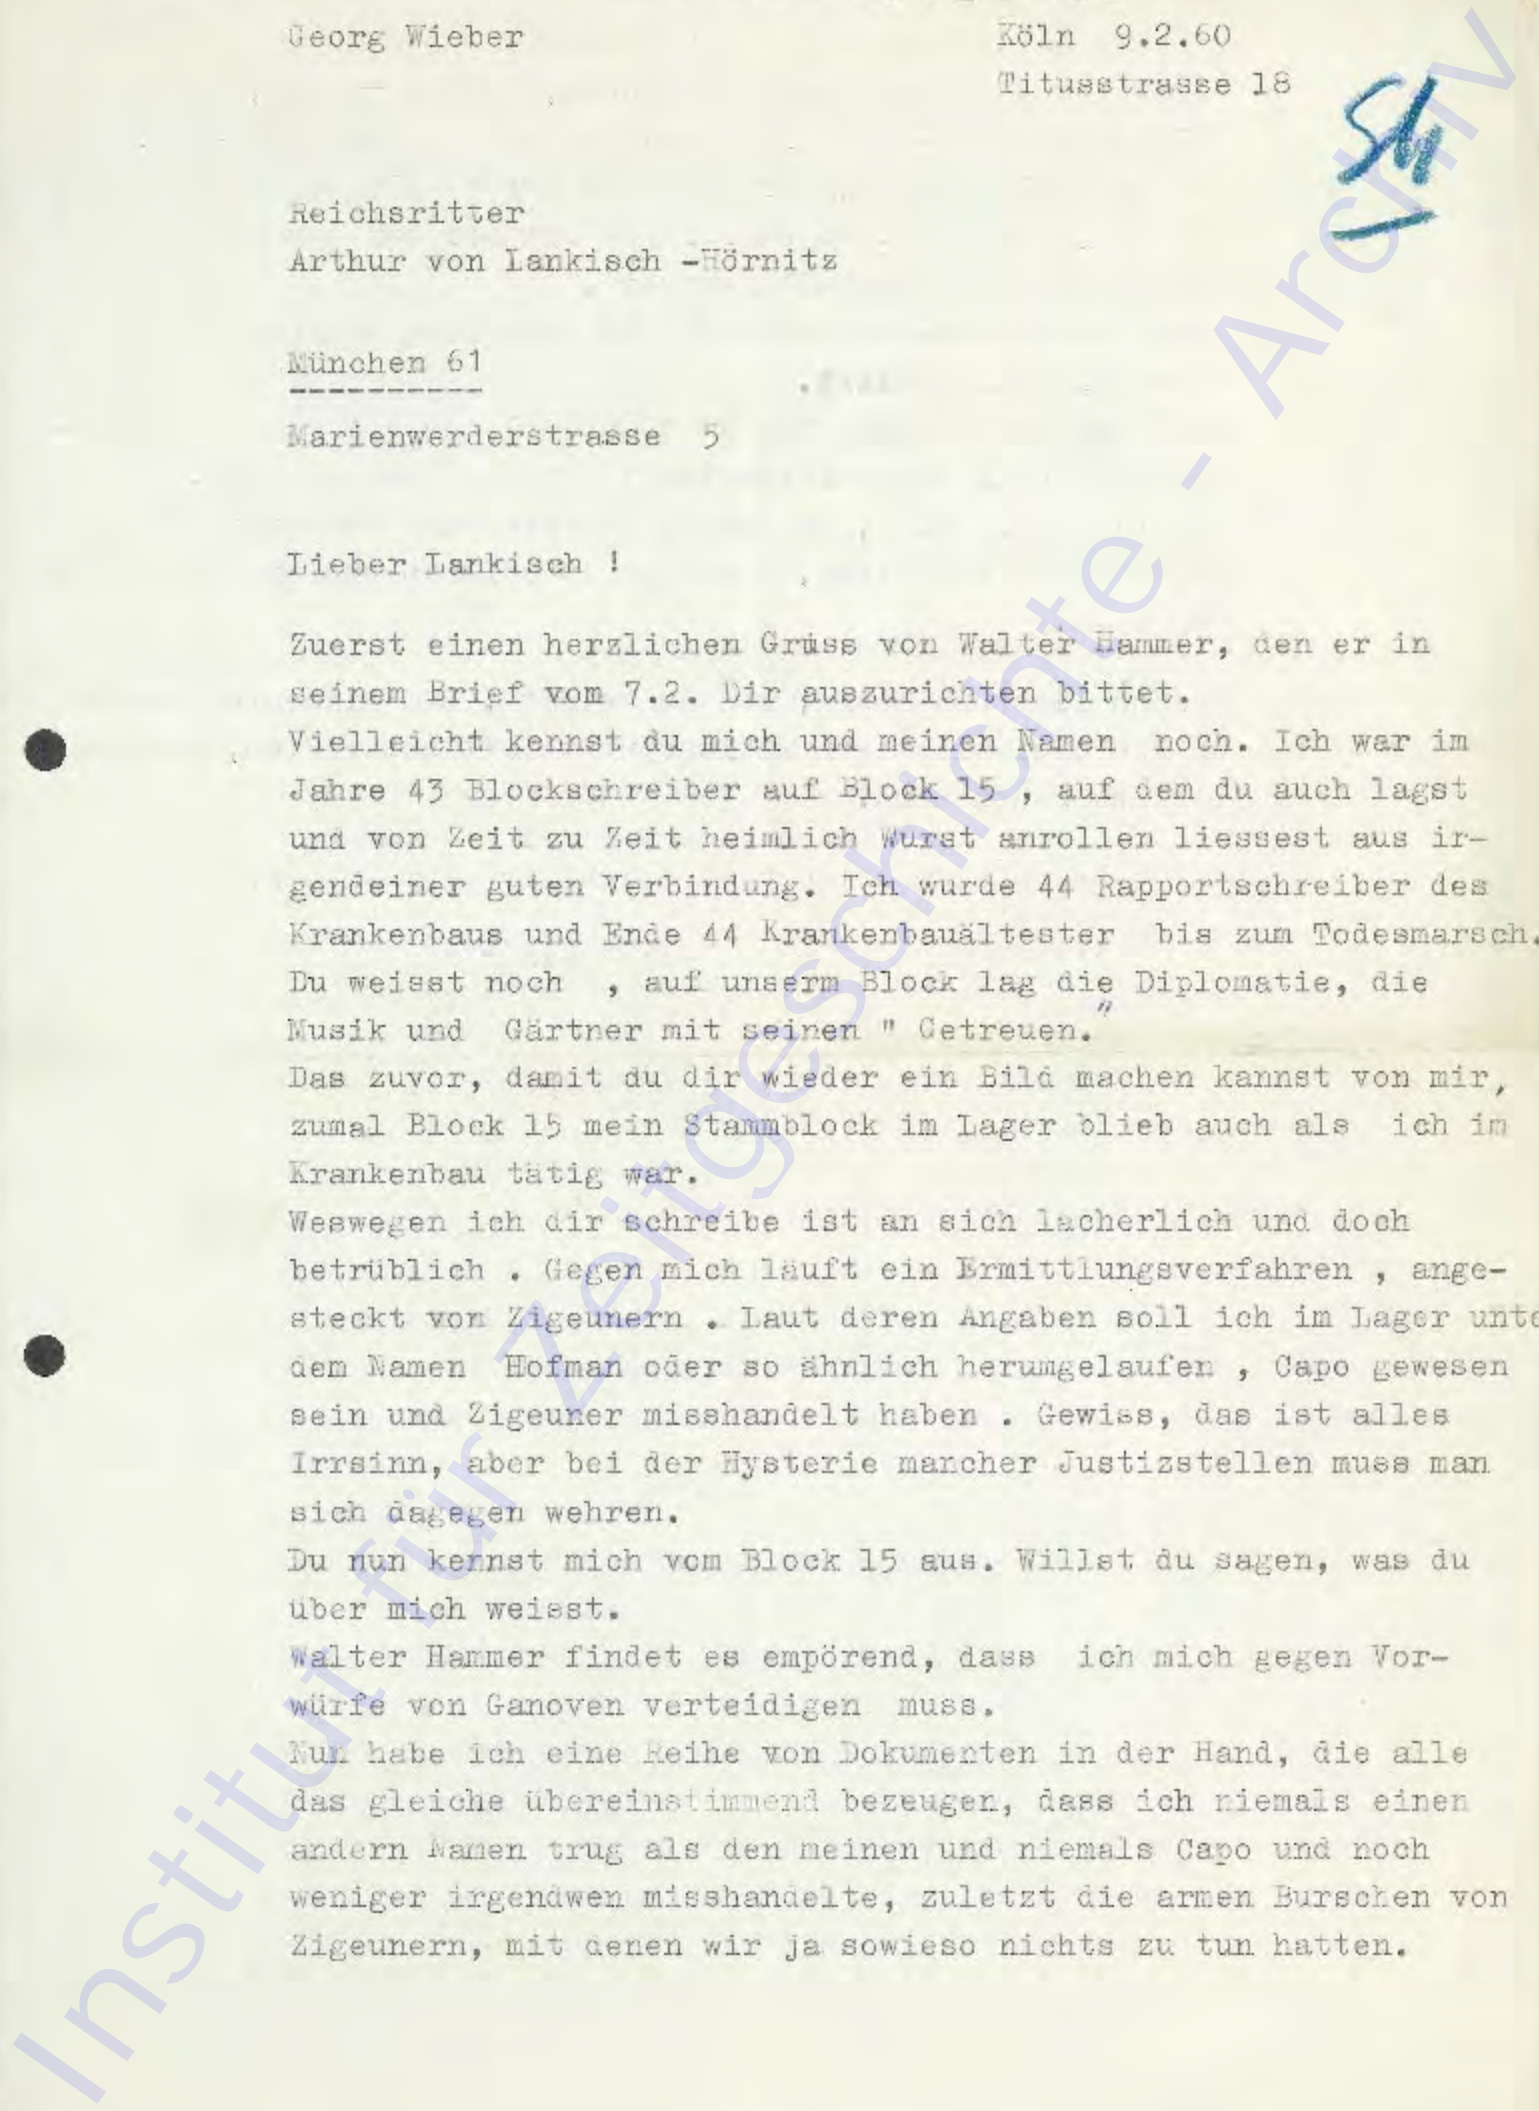 Georg Wieber Köln 9.2.60
Titusstrasse 18
Reichsritter
Arthur von Lankisch -Hörnitz
München 61
Marienwerderstrasse 5
Lieber Lankisch !
Zuerst einen herzlichen Grüss von Walter Hammer, den er in
seinem Brief vom 7.2. Dir auszurichten bittet.
Vielleicht kennst du mich und meinen Namen noch. Ich war im
Jahre 43 Blockschreiber auf Block 15 , auf dem du auch lagst
und von Zeit zu Zeit heimlich Wurst anrollen liessest aus ir-
gendeiner guten Verbindung. Ich wurde 44 Rapportschreiber des
Krankenbaus und Ende 44 Krankenbauältester bis zum Todesmarsch.
Du weisst noch , auf unserm Block lag die Diplomatie, die
Musik und Gärtner mit seinen " Getreuen."
Das zuvor, damit du dir wieder ein Bild machen kannst von mir,
zumal Block 15 mein Stammblock im Lager blieb auch als ich im
Krankenbau tätig war.
Weswegen ich dir schreibe ist an sich lächerlich und doch
betrüblich . Gegen mich läuft ein Ermittlungsverfahren , ange-
steckt von Zigeunern . Laut deren Angaben soll ich im Lager unte
dem Namen Hofman oder so ähnlich herumgelaufen , Capo gewesen
sein und Zigeuner misshandelt haben . Gewiss, das ist alles
Irrsinn, aber bei der Hysterie mancher Justizstellen muss man
sich dagegen wehren.
Du nun kennst mich vom Block 15 aus. Willst du sagen, was du
über mich weisst.
Walter Hammer findet es empörend, dass ich mich gegen Vor-
würfe von Ganoven verteidigen muss.
Nun habe ich eine Reihe von Dokumenten in der Hand, die alle
das gleiche übereinstimmend bezeugen, dass ich niemals einen
andern Namen trug als den meinen und niemals Capo und noch
weniger irgendwen misshandelte, zuletzt die armen Burschen von
Zigeunern, mit denen wir ja sowieso nichts zu tun hatten.
Institut für Zeitgeschichte - Archiv